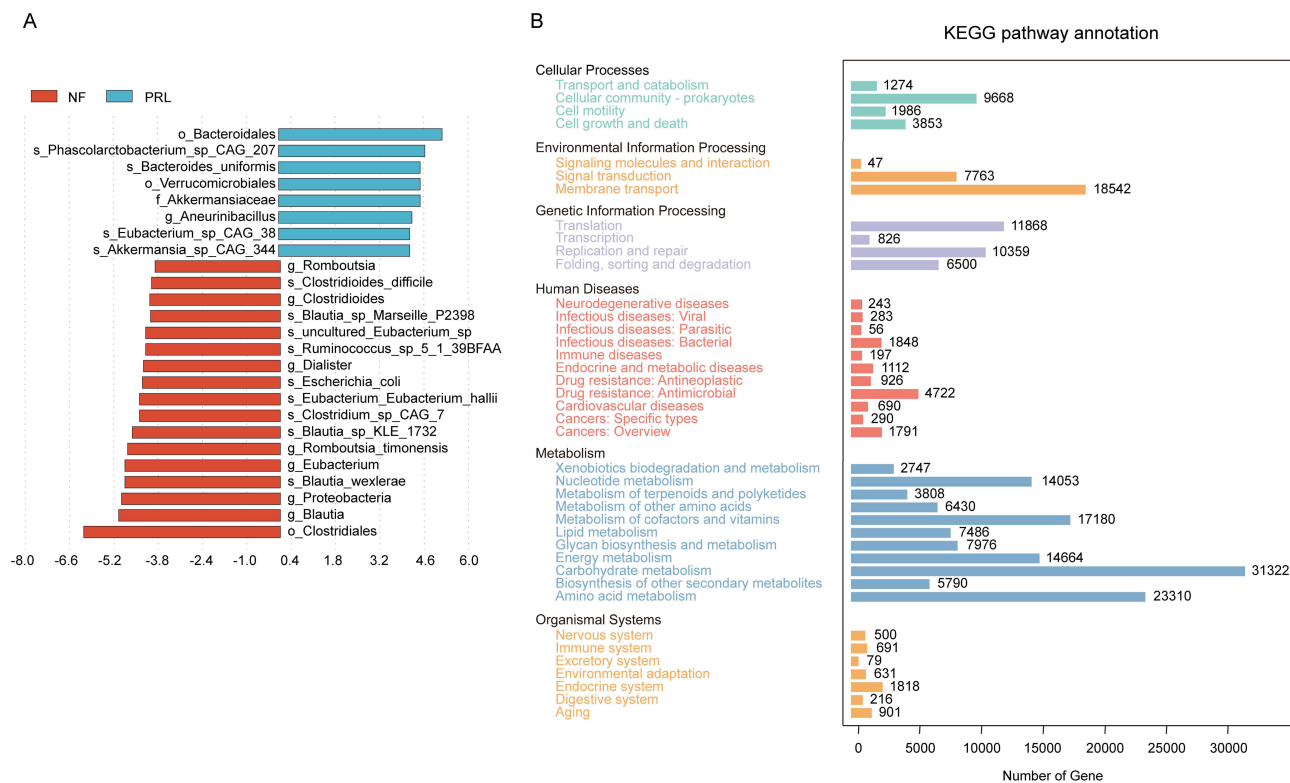 A
NF
PRL
o_Bacteroidales
s_Phascolarctobacterium_sp_CAG_207
s_Bacteroides_uniformis
o_Verrucomicrobiales
f_Akkermansiaceae
g_Aneurinibacillus
s_Eubacterium_sp_CAG_38
s_Akkermansia_sp_CAG_344
g_Romboutsia
s_Clostridioides_difficile
g_Clostridioides
s_Blautia_sp_Marseille_P2398
s_uncultured_Eubacterium_sp
s_Ruminococcus_sp_5_1_39BFAA
g_Dialister
s_Escherichia_coli
s_Eubacterium_Eubacterium_hallii
s_Clostridium_sp_CAG_7
s_Blautia_sp_KLE_1732
g_Romboutsia_timonensis
g_Eubacterium
s_Blautia_wexlerae
g_Proteobacteria
g_Blautia
o_Clostridiales
-8.0 -6.6 -5.2 -3.8 -2.4 -1.0 0.4 1.8 3.2 4.6 6.0
B
KEGG pathway annotation
Cellular Processes
Transport and catabolism 1274
Cellular community - prokaryotes 9668
Cell motility 1986
Cell growth and death 3853
Environmental Information Processing
Signaling molecules and interaction 47
Signal transduction 7763
Membrane transport 18542
Genetic Information Processing
Translation 11868
Transcription 826
Replication and repair 10359
Folding, sorting and degradation 6500
Human Diseases
Neurodegenerative diseases 243
Infectious diseases: Viral 283
Infectious diseases: Parasitic 56
Infectious diseases: Bacterial 1848
Immune diseases 197
Endocrine and metabolic diseases 1112
Drug resistance: Antineoplastic 926
Drug resistance: Antimicrobial 4722
Cardiovascular diseases 690
Cancers: Specific types 290
Cancers: Overview 1791
Metabolism
Xenobiotics biodegradation and metabolism 2747
Nucleotide metabolism 14053
Metabolism of terpenoids and polyketides 3808
Metabolism of other amino acids 6430
Metabolism of cofactors and vitamins 17180
Lipid metabolism 7486
Glycan biosynthesis and metabolism 7976
Energy metabolism 14664
Carbohydrate metabolism 31322
Biosynthesis of other secondary metabolites 5790
Amino acid metabolism 23310
Organismal Systems
Nervous system 500
Immune system 691
Excretory system 79
Environmental adaptation 631
Endocrine system 1818
Digestive system 216
Aging 901
0 5000 10000 15000 20000 25000 30000
Number of Gene